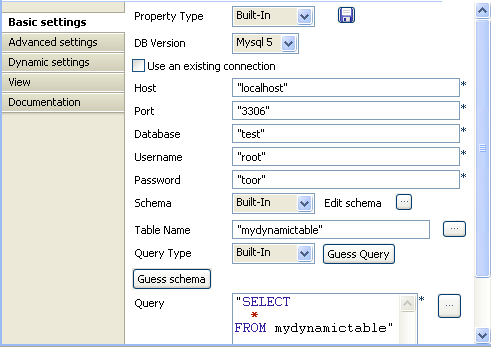 Basic settings
Advanced settings
Dynamic settings
View
Documentation
Property Type Built-In
DB Version Mysql 5
Use an existing connection
Host "localhost" *
Port "3306" *
Database "test" *
Username "root" *
Password "toor" *
Schema Built-In Edit schema ...
Table Name "mydynamictable" ...
Query Type Built-In Guess Query
Guess schema
Query "SELECT * ...
*
FROM mydynamictable"